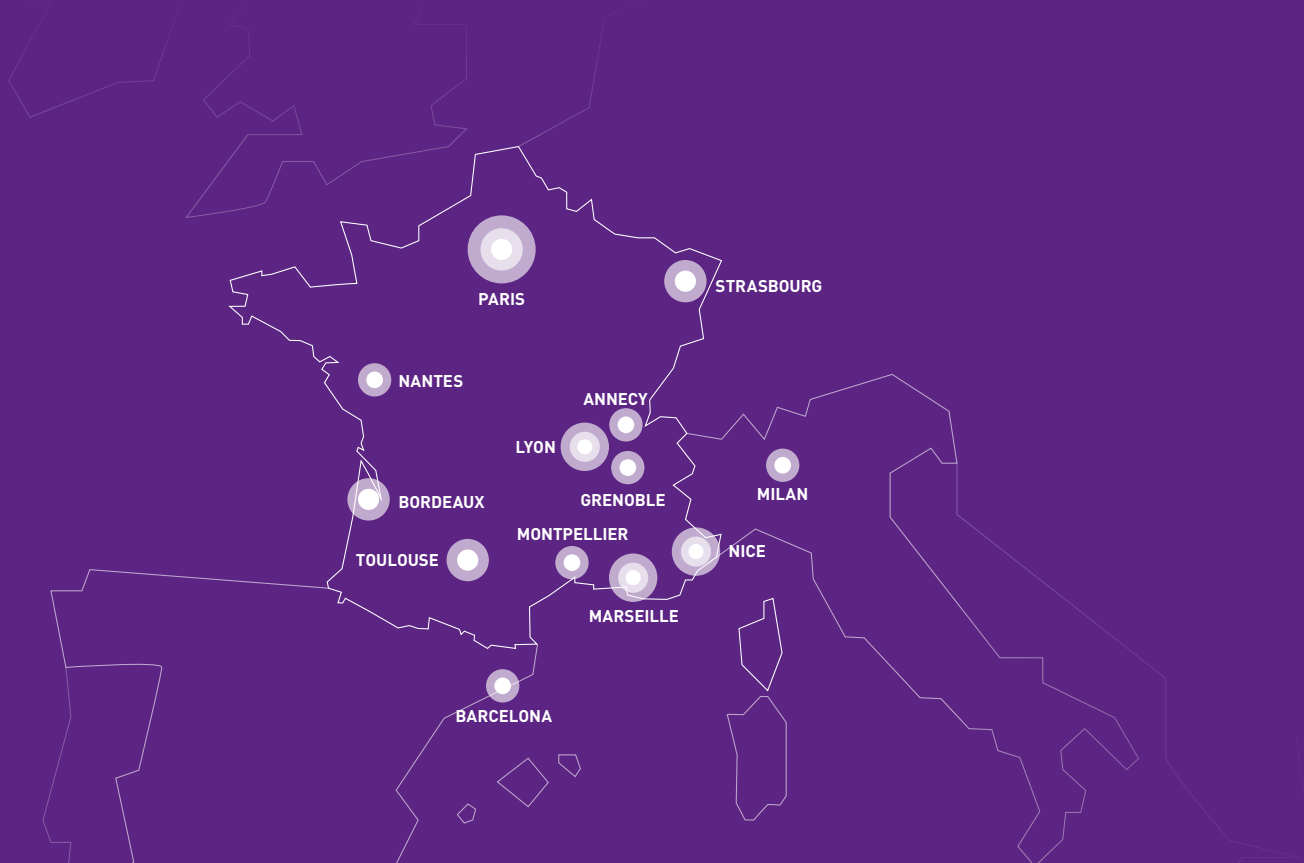 PARIS
STRASBOURG
NANTES
ANNECY
LYON
GRENOBLE
MILAN
BORDEAUX
MONTPELLIER
TOULOUSE
NICE
MARSEILLE
BARCELONA